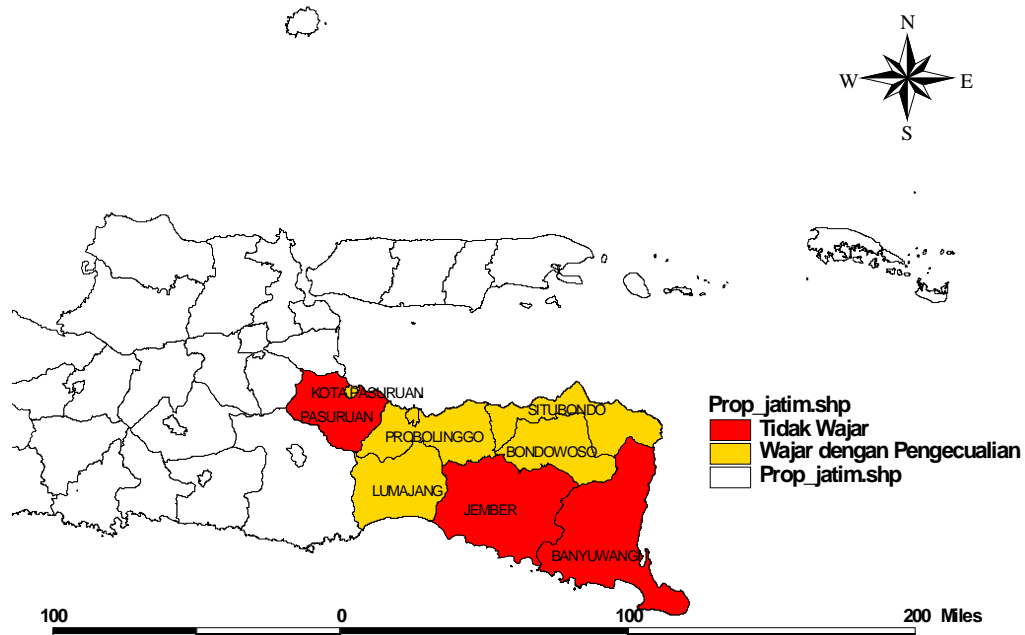 N
W E
S
KOTA PASURUAN
PASURUAN
SITUBONDO
PROBOLINGGO
BONDOWOSO
LUMAJANG
JEMBER
BANYUWANGI
Prop_jatim.shp
Tidak Wajar
Wajar dengan Pengecualian
Prop_jatim.shp
100 0 100 200 Miles